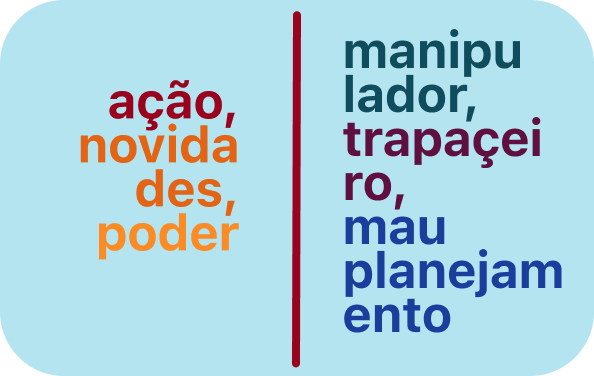 ação,
novida
des,
poder
manipu
lador,
trapaçei
ro,
mau
planejam
ento